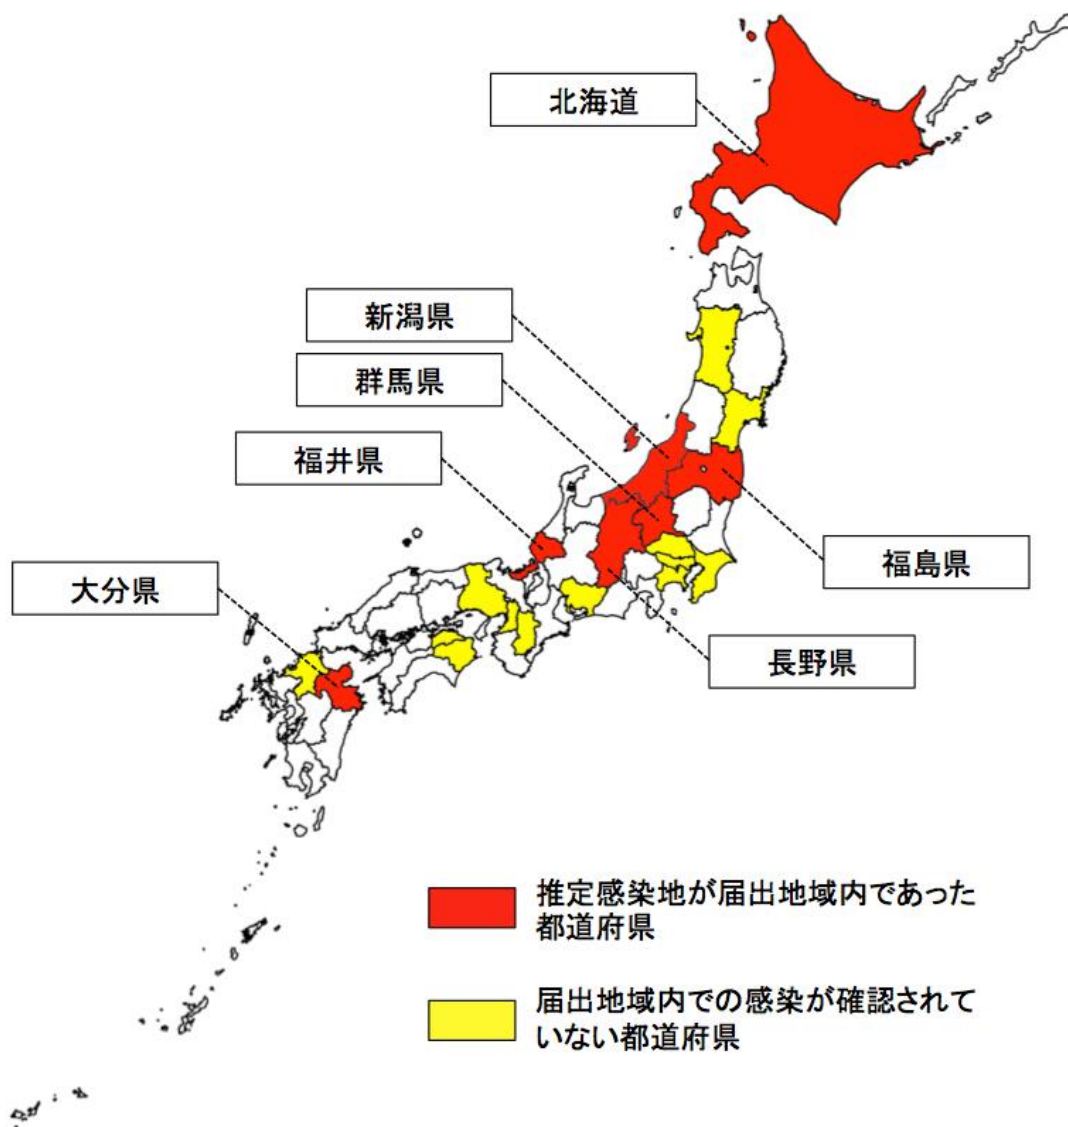 北海道
新潟県
群馬県
福井県
大分県
福島県
長野県
推定感染地が届出地域内であった
都道府県
届出地域内での感染が確認されて
いない都道府県